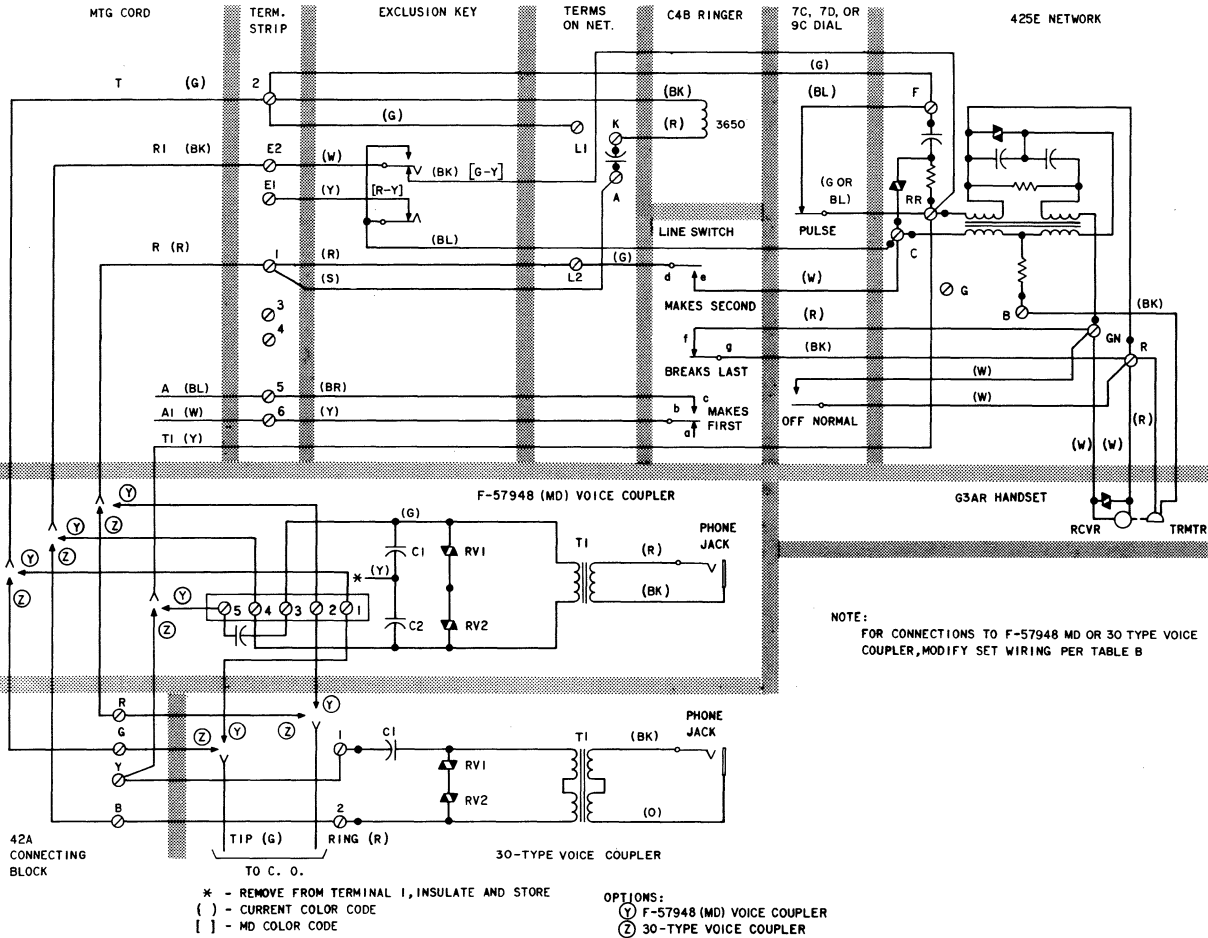 MTG CORD
TERM. STRIP
EXCLUSION KEY
TERMS ON NET.
C4B RINGER
7C, 7D, OR 9C DIAL
425E NETWORK
T (G)
2
(G)
(BK)
(G)
L1
K
(R)
3650
(BL)
F
R1 (BK)
E2
(W)
(BK) [G-Y]
E1
(Y)
[R-Y]
A
(G OR BL)
RR
PULSE
(BL)
LINE SWITCH
C
R (R)
1
(R)
(S)
L2
(G)
d
e
(W)
MAKES SECOND
G
3
4
B
(BK)
(R)
f
g
(BK)
GN
R
BREAKS LAST
(W)
(W)
A (BL)
5
(BR)
c
b
MAKES FIRST
a
OFF NORMAL
A1 (W)
6
(Y)
T1 (Y)
(R)
(W) (W)
F-57948 (MD) VOICE COUPLER
G3AR HANDSET
RCVR
TRMTR
Y
Z
Y
Z
Y
Z
Y
Z
(G)
C1
RV1
* (Y)
C2
RV2
T1
(R)
(BK)
PHONE JACK
5 4 3 2 1
NOTE:
FOR CONNECTIONS TO F-57948 MD OR 30 TYPE VOICE
COUPLER, MODIFY SET WIRING PER TABLE B
R
G
Y
B
Z
Y
Z
Y
1
C1
RV1
RV2
T1
(BK)
PHONE JACK
(O)
2
TIP (G)
RING (R)
TO C. O.
42A
CONNECTING
BLOCK
30-TYPE VOICE COUPLER
* - REMOVE FROM TERMINAL 1, INSULATE AND STORE
( ) - CURRENT COLOR CODE
[ ] - MD COLOR CODE
OPTIONS:
Y F-57948 (MD) VOICE COUPLER
Z 30-TYPE VOICE COUPLER